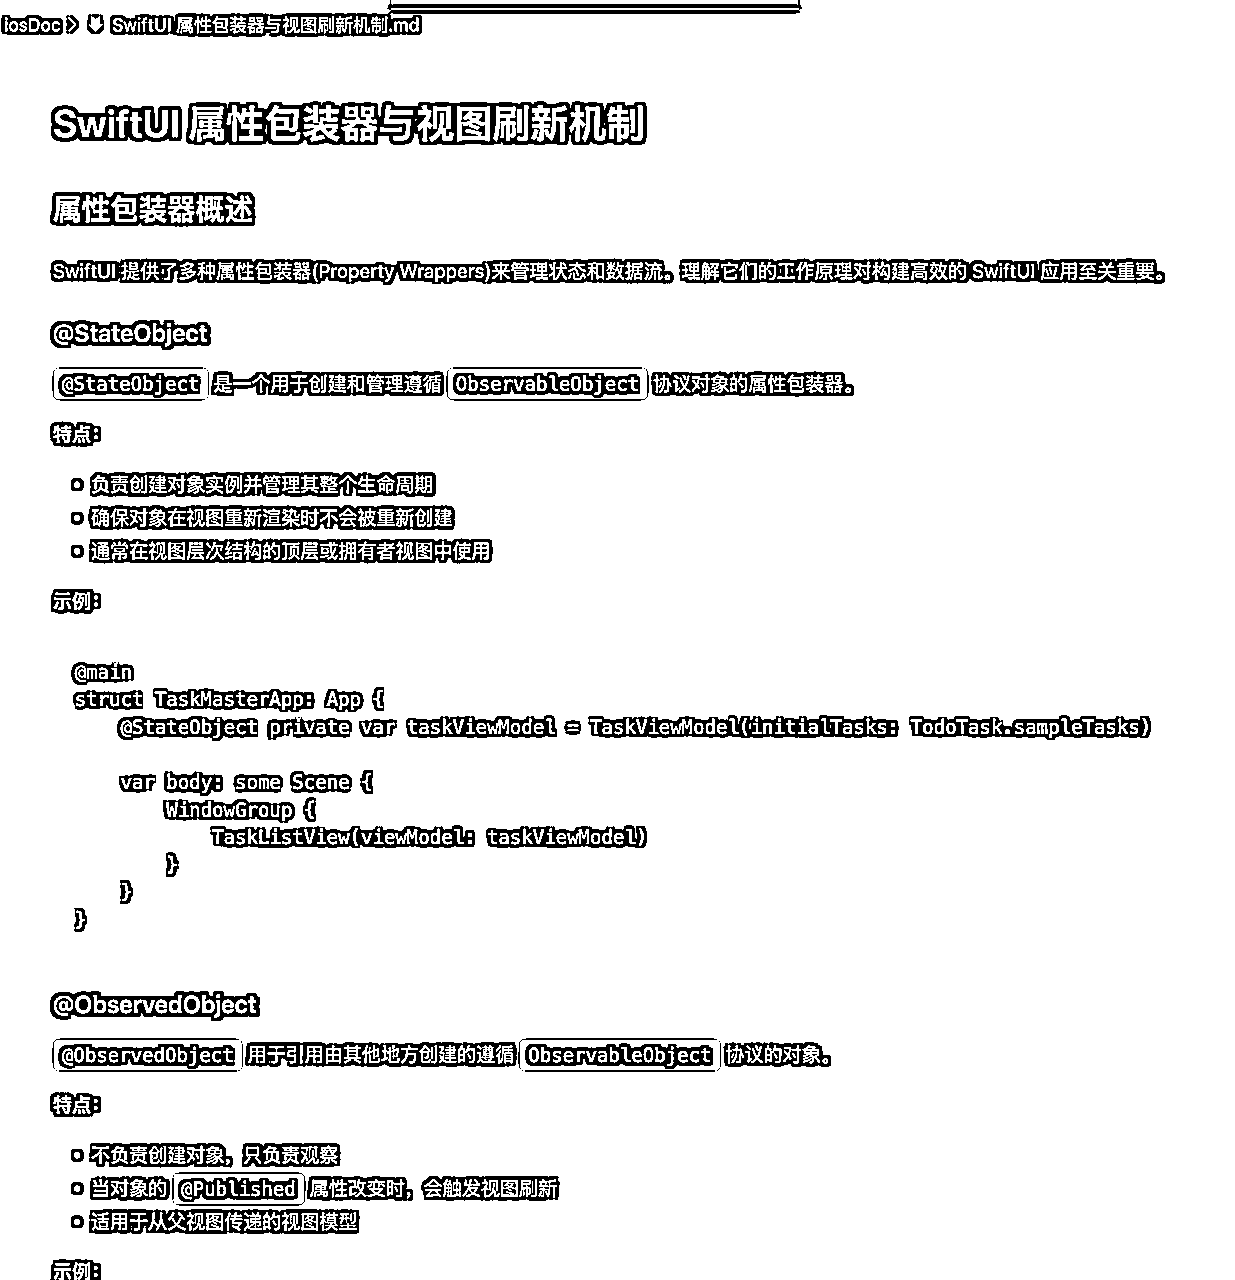 iosDoc > SwiftUI 属性包装器与视图刷新机制.md
SwiftUI 属性包装器与视图刷新机制
属性包装器概述
SwiftUI 提供了多种属性包装器(Property Wrappers)来管理状态和数据流。理解它们的工作原理对构建高效的 SwiftUI 应用至关重要。
@StateObject
@StateObject 是一个用于创建和管理遵循 ObservableObject 协议对象的属性包装器。
特点：
负责创建对象实例并管理其整个生命周期
确保对象在视图重新渲染时不会被重新创建
通常在视图层次结构的顶层或拥有者视图中使用
示例：
@main
struct TaskMasterApp: App {
    @StateObject private var taskViewModel = TaskViewModel(initialTasks: TodoTask.sampleTasks)
    var body: some Scene {
        WindowGroup {
            TaskListView(viewModel: taskViewModel)
        }
    }
}
@ObservedObject
@ObservedObject 用于引用由其他地方创建的遵循 ObservableObject 协议的对象。
特点：
不负责创建对象，只负责观察
当对象的 @Published 属性改变时，会触发视图刷新
适用于从父视图传递的视图模型
示例：